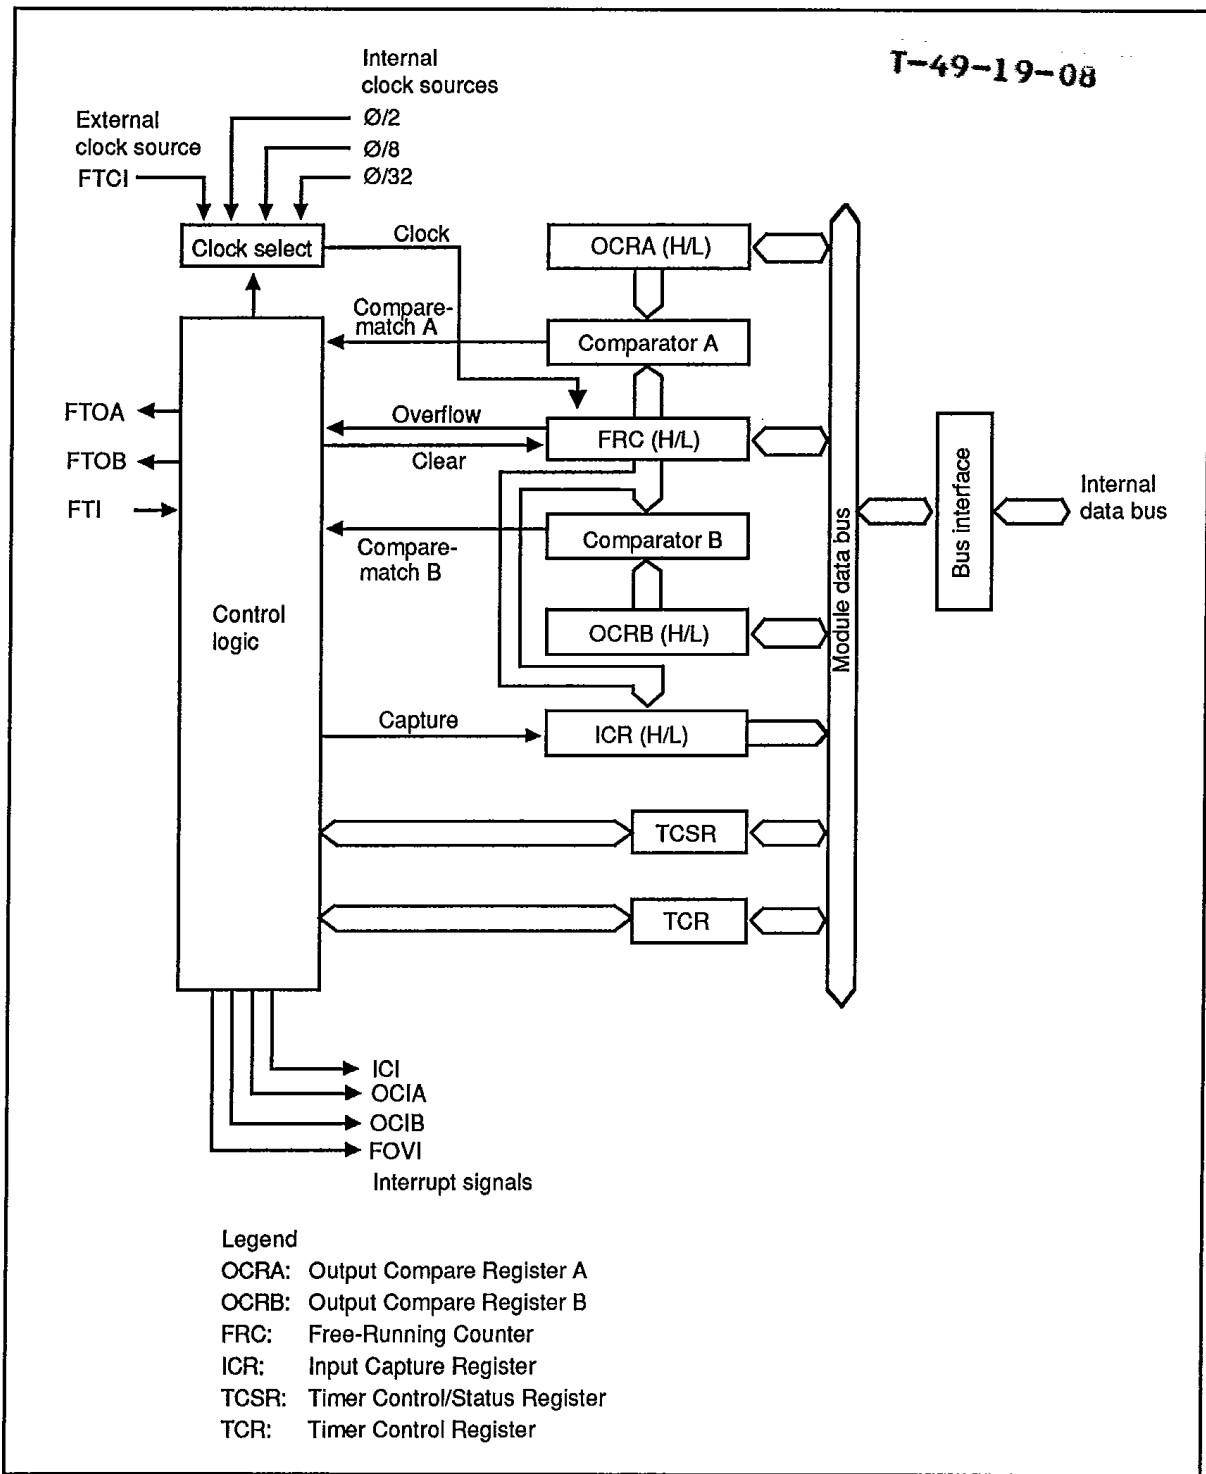 T-49-19-08
Internal
clock sources
External
clock source
Ø/2
Ø/8
FTCI
Ø/32
Clock select
Clock
OCRA (H/L)
Compare-
match A
Comparator A
FTOA
Overflow
FRC (H/L)
FTOB
Clear
FTI
Compare-
match B
Comparator B
Module data bus
Bus interface
Internal
data bus
Control
logic
OCRB (H/L)
Capture
ICR (H/L)
TCSR
TCR
ICI
OCIA
OCIB
FOVI
Interrupt signals
Legend
OCRA: Output Compare Register A
OCRB: Output Compare Register B
FRC: Free-Running Counter
ICR: Input Capture Register
TCSR: Timer Control/Status Register
TCR: Timer Control Register